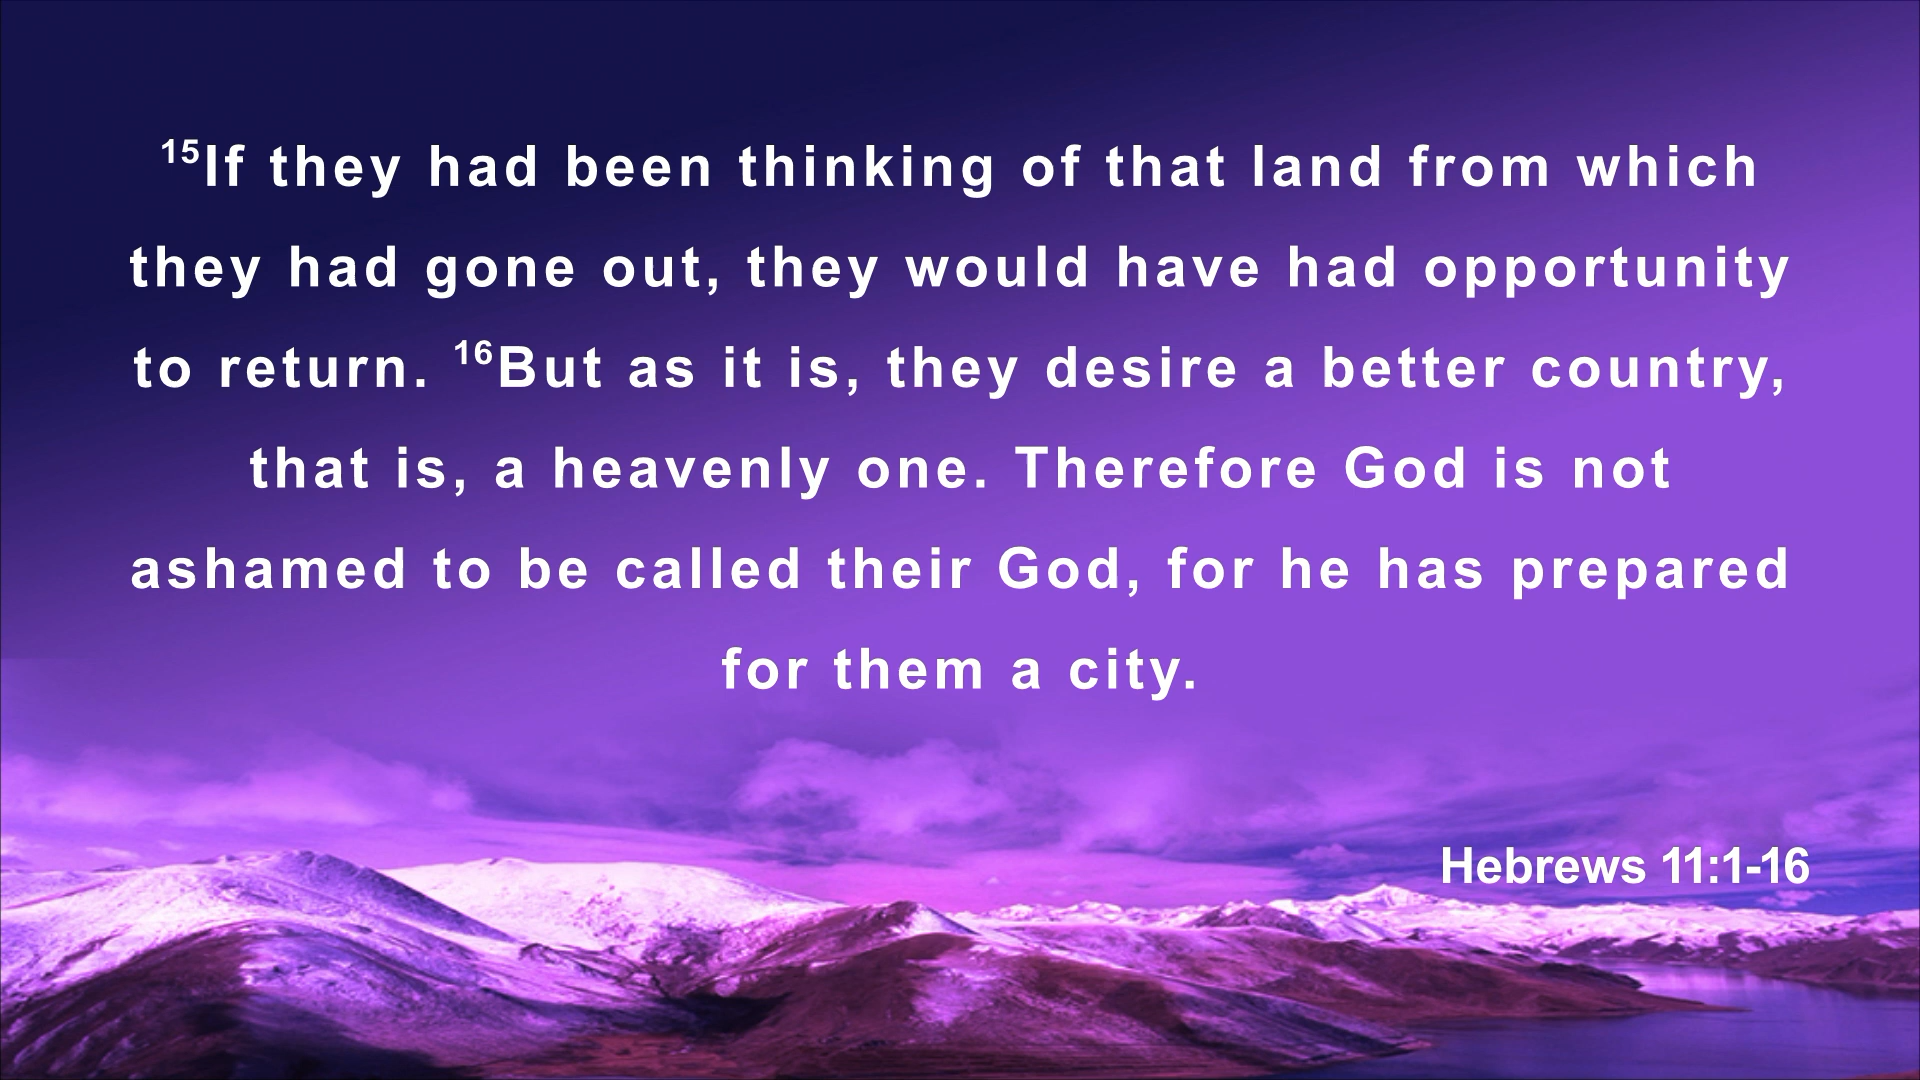 ¹⁵If they had been thinking of that land from which
they had gone out, they would have had opportunity
to return. ¹⁶But as it is, they desire a better country,
that is, a heavenly one. Therefore God is not
ashamed to be called their God, for he has prepared
for them a city.
Hebrews 11:1-16